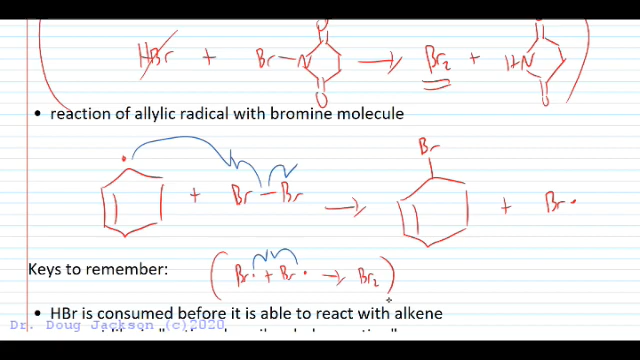 HBr + Br—N ⟶ Br₂ + HN
O O
• reaction of allylic radical with bromine molecule
Br
+ Br — Br ⟶ + Br •
Keys to remember: ( Br • + Br • → Br₂ )
• HBr is consumed before it is able to react with alkene
Dr. Doug Jackson (c)2020